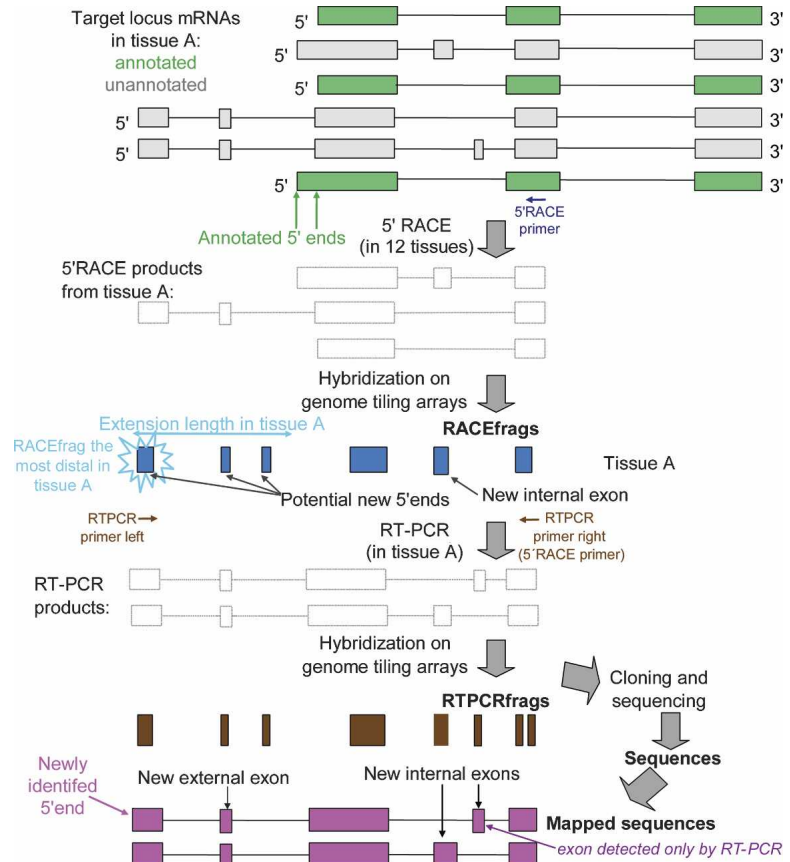 Target locus mRNAs
in tissue A:
annotated
unannotated
5'
3'
5'
3'
5'
3'
5'
3'
5'
3'
5'
3'
Annotated 5' ends
5'RACE
primer
5' RACE
(in 12 tissues)
5'RACE products
from tissue A:
Hybridization on
genome tiling arrays
Extension length in tissue A
RACEfrags
RACEfrag the
most distal in
tissue A
Tissue A
Potential new 5'ends
New internal exon
RTPCR
primer left
RT-PCR
(in tissue A)
RTPCR
primer right
(5´RACE primer)
RT-PCR
products:
Hybridization on
genome tiling arrays
Cloning and
sequencing
RTPCRfrags
Sequences
Newly
identifed
5'end
New external exon
New internal exons
Mapped sequences
exon detected only by RT-PCR